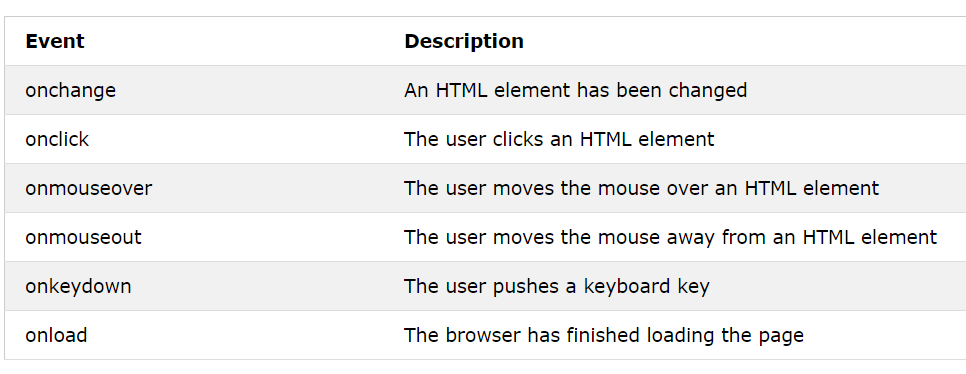 Event Description
onchange An HTML element has been changed
onclick The user clicks an HTML element
onmouseover The user moves the mouse over an HTML element
onmouseout The user moves the mouse away from an HTML element
onkeydown The user pushes a keyboard key
onload The browser has finished loading the page